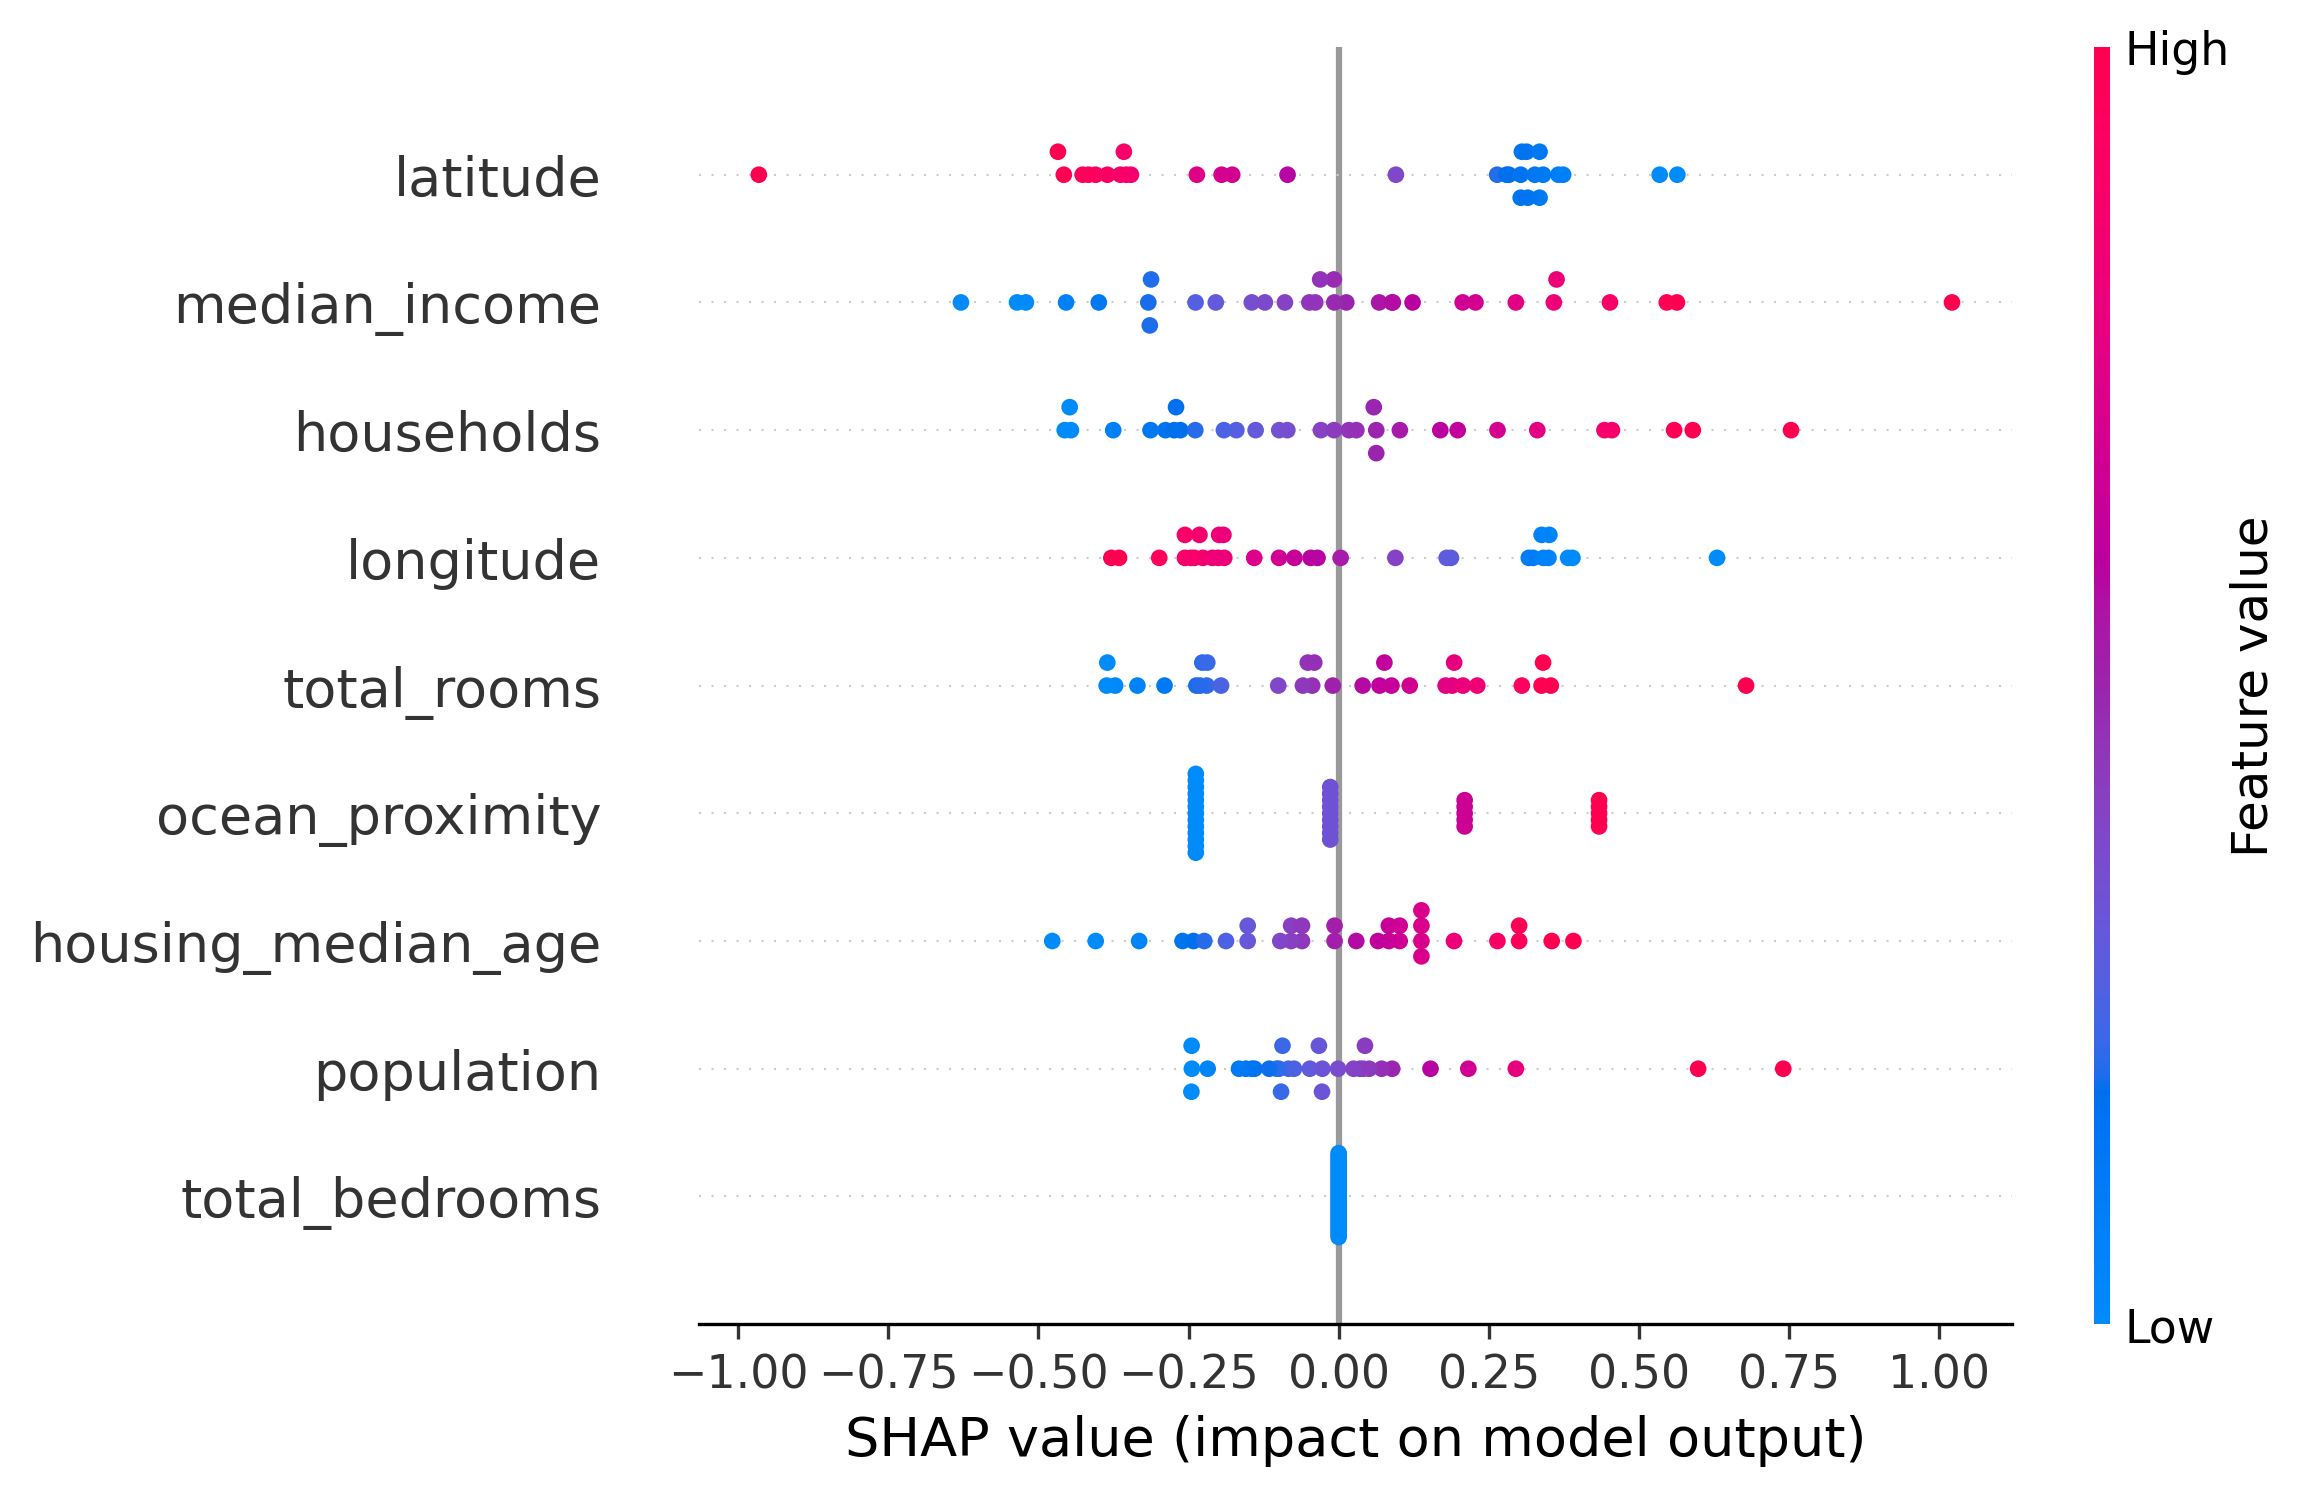 High
latitude
median_income
households
longitude
total_rooms
ocean_proximity
housing_median_age
population
total_bedrooms
Feature value
Low
−1.00 −0.75 −0.50 −0.25 0.00 0.25 0.50 0.75 1.00
SHAP value (impact on model output)